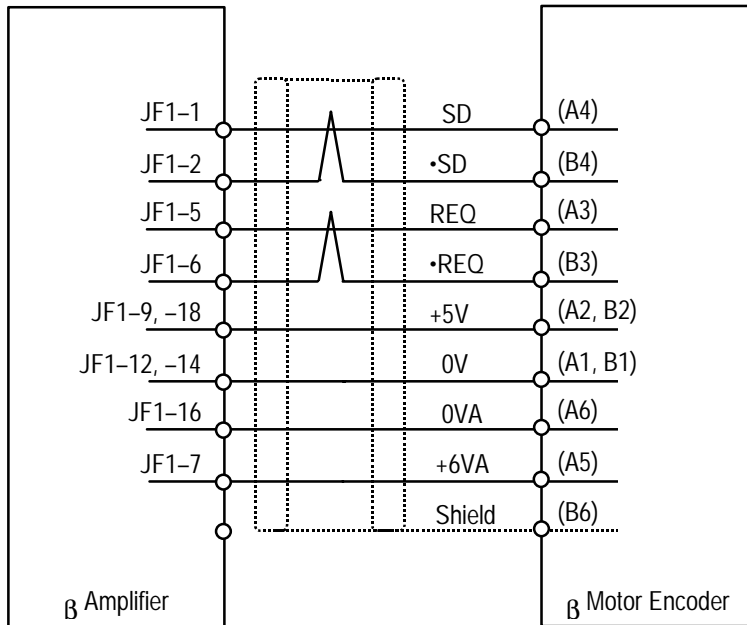 JF1–1 SD (A4)
JF1–2 •SD (B4)
JF1–5 REQ (A3)
JF1–6 •REQ (B3)
JF1–9, –18 +5V (A2, B2)
JF1–12, –14 0V (A1, B1)
JF1–16 0VA (A6)
JF1–7 +6VA (A5)
Shield (B6)
β Amplifier β Motor Encoder